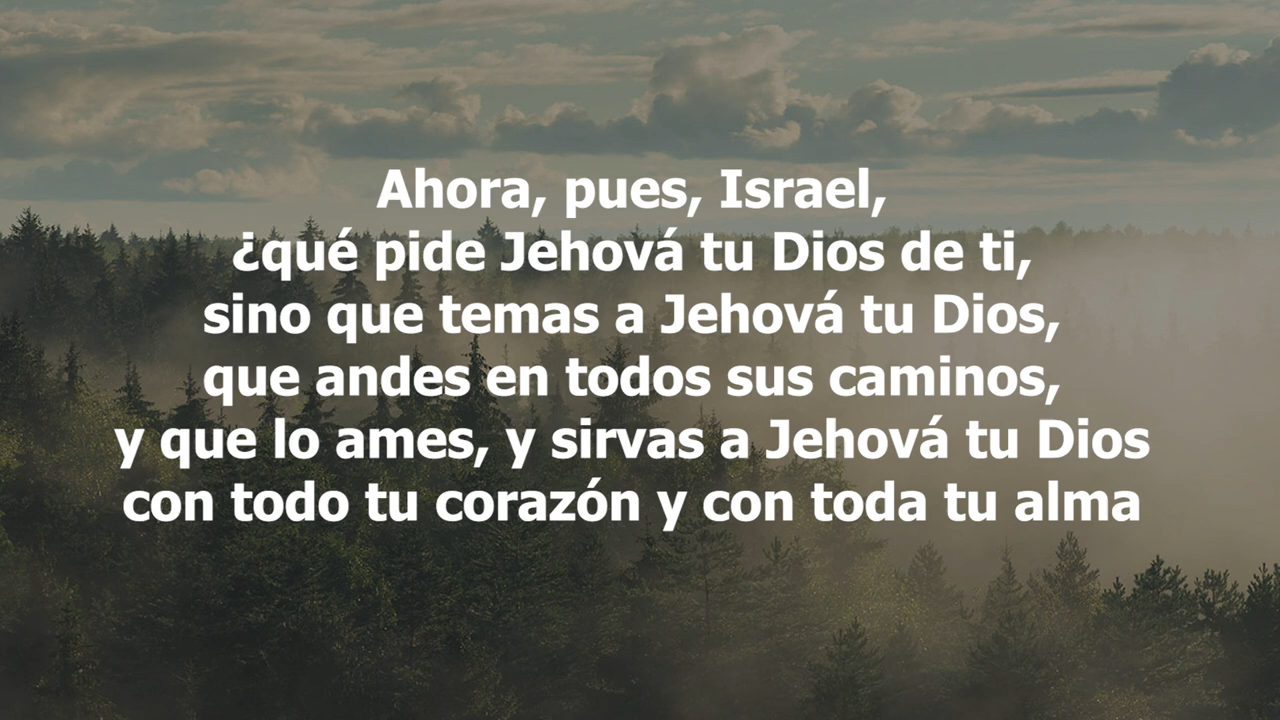 Ahora, pues, Israel,
¿qué pide Jehová tu Dios de ti,
sino que temas a Jehová tu Dios,
que andes en todos sus caminos,
y que lo ames, y sirvas a Jehová tu Dios
con todo tu corazón y con toda tu alma